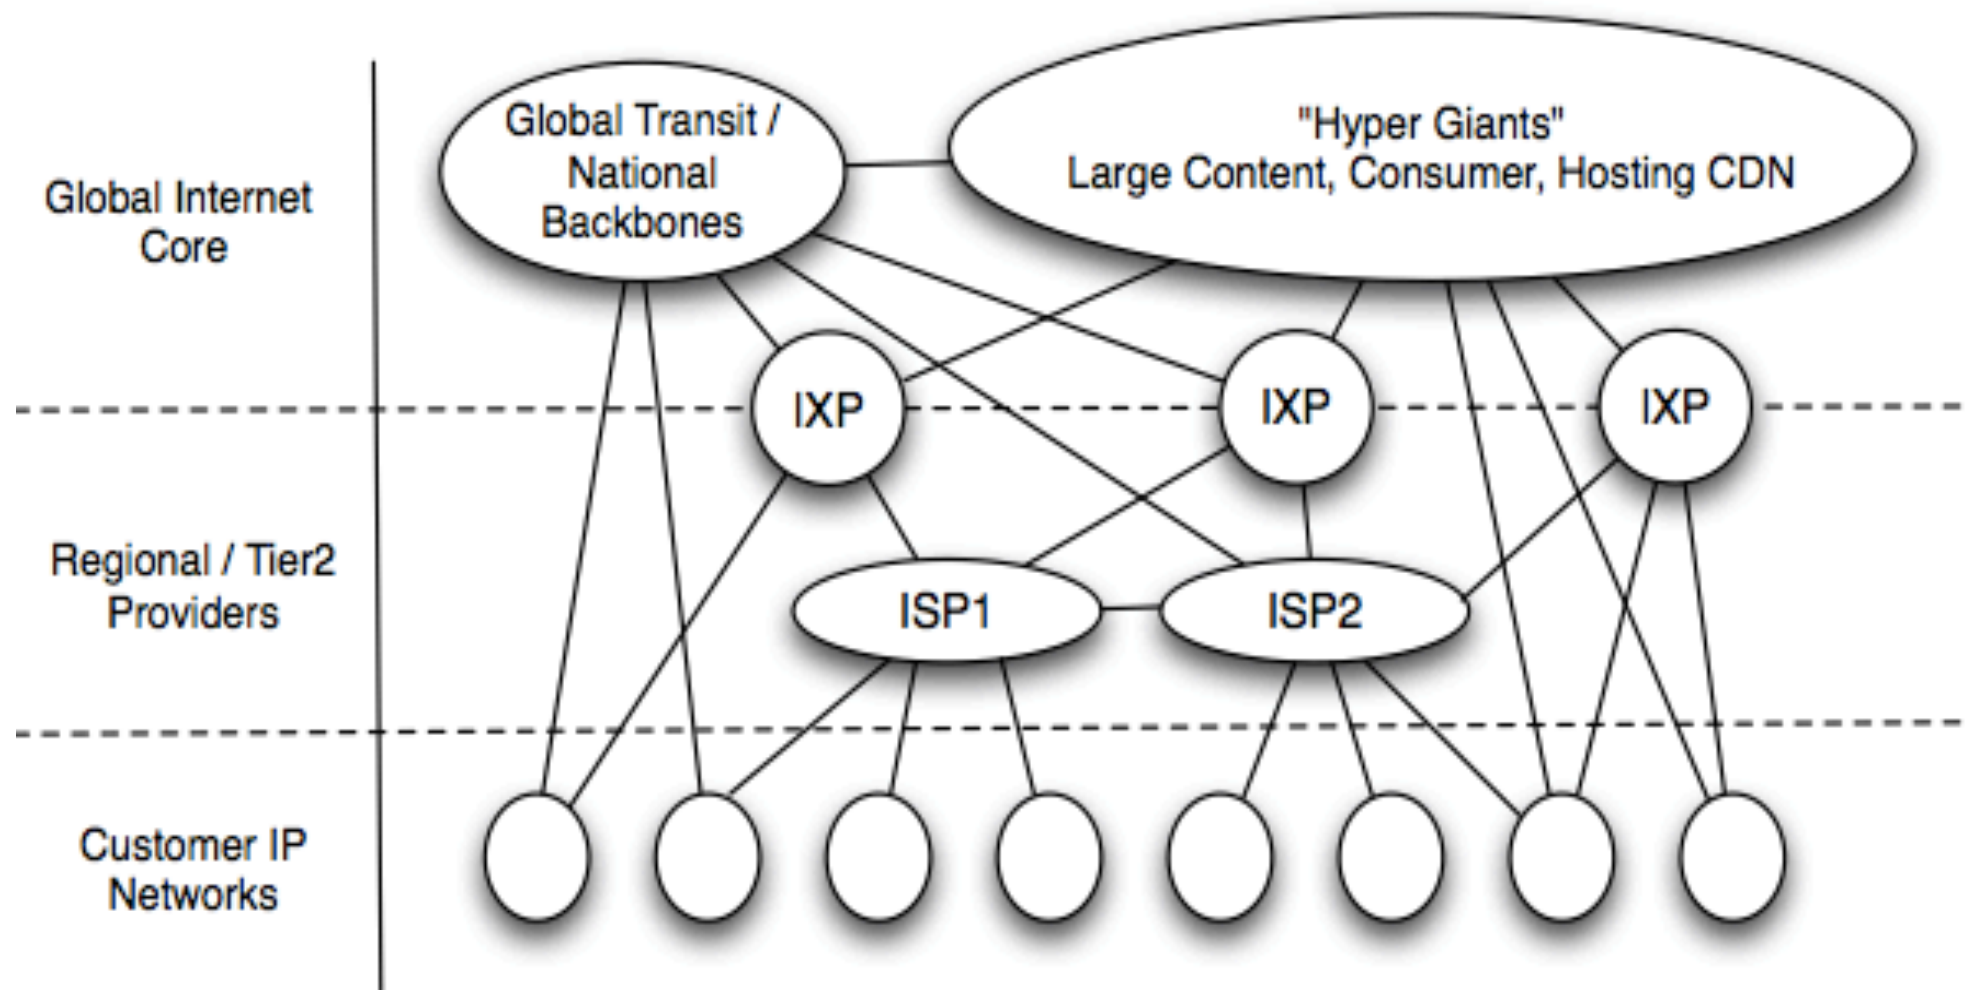 Global Internet
Core
Global Transit /
National
Backbones
"Hyper Giants"
Large Content, Consumer, Hosting CDN
IXP
IXP
IXP
Regional / Tier2
Providers
ISP1
ISP2
Customer IP
Networks